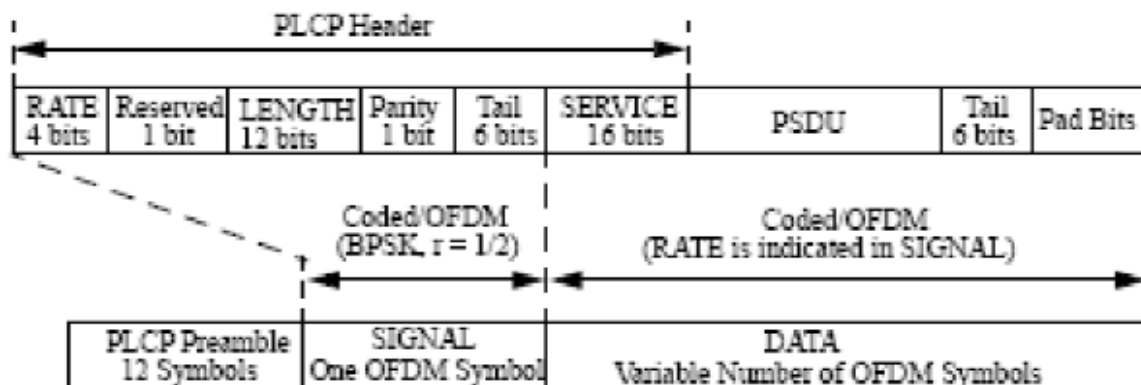 PLCP Header
RATE Reserved LENGTH Parity Tail SERVICE PSDU Tail Pad Bits
4 bits 1 bit 12 bits 1 bit 6 bits 16 bits 6 bits
Coded/OFDM Coded/OFDM
(BPSK, r = 1/2) (RATE is indicated in SIGNAL)
PLCP Preamble SIGNAL DATA
12 Symbols One OFDM Symbol Variable Number of OFDM Symbols